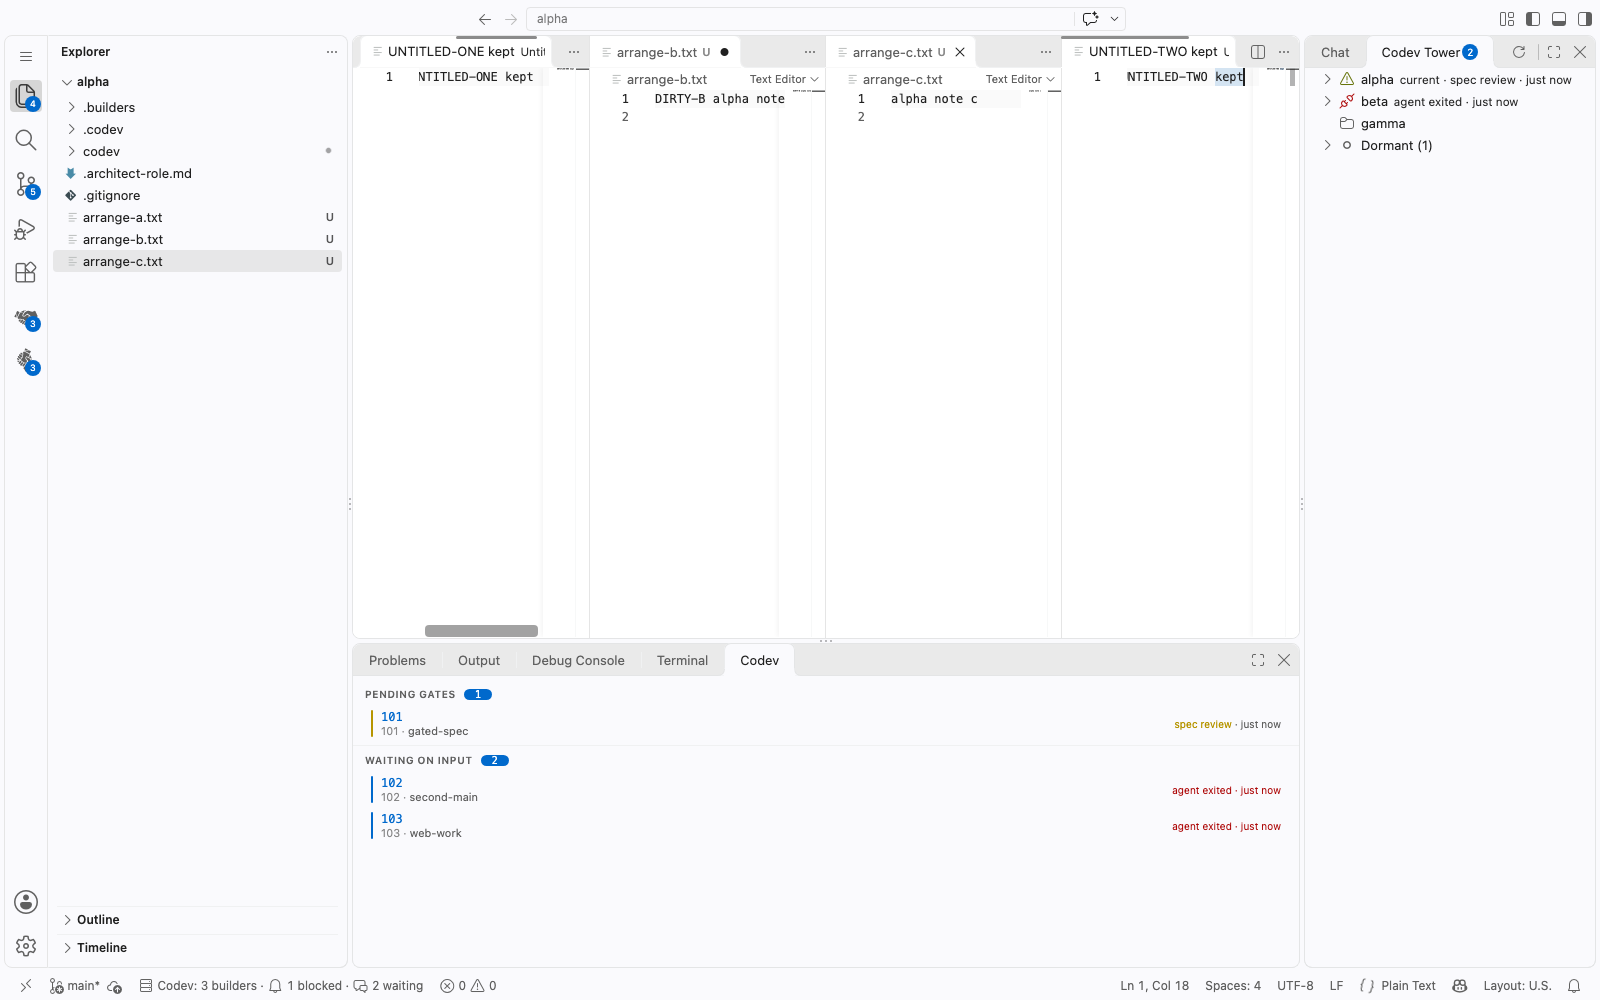 alpha
Explorer
alpha
.builders
.codev
codev
.architect-role.md
.gitignore
arrange-a.txt U
arrange-b.txt U
arrange-c.txt U
Outline
Timeline
4
5
3
3
UNTITLED-ONE kept Untit
1 NTITLED-ONE kept
arrange-b.txt U
arrange-b.txt Text Editor
1 DIRTY-B alpha note
2
arrange-c.txt U
arrange-c.txt Text Editor
1 alpha note c
2
UNTITLED-TWO kept U
1 NTITLED-TWO kept
Problems Output Debug Console Terminal Codev
PENDING GATES 1
101
101 · gated-spec
spec review · just now
WAITING ON INPUT 2
102
102 · second-main
agent exited · just now
103
103 · web-work
agent exited · just now
Chat Codev Tower 2
alpha current · spec review · just now
beta agent exited · just now
gamma
Dormant (1)
main* Codev: 3 builders · 1 blocked · 2 waiting 0 0 Ln 1, Col 18 Spaces: 4 UTF-8 LF {} Plain Text Layout: U.S.